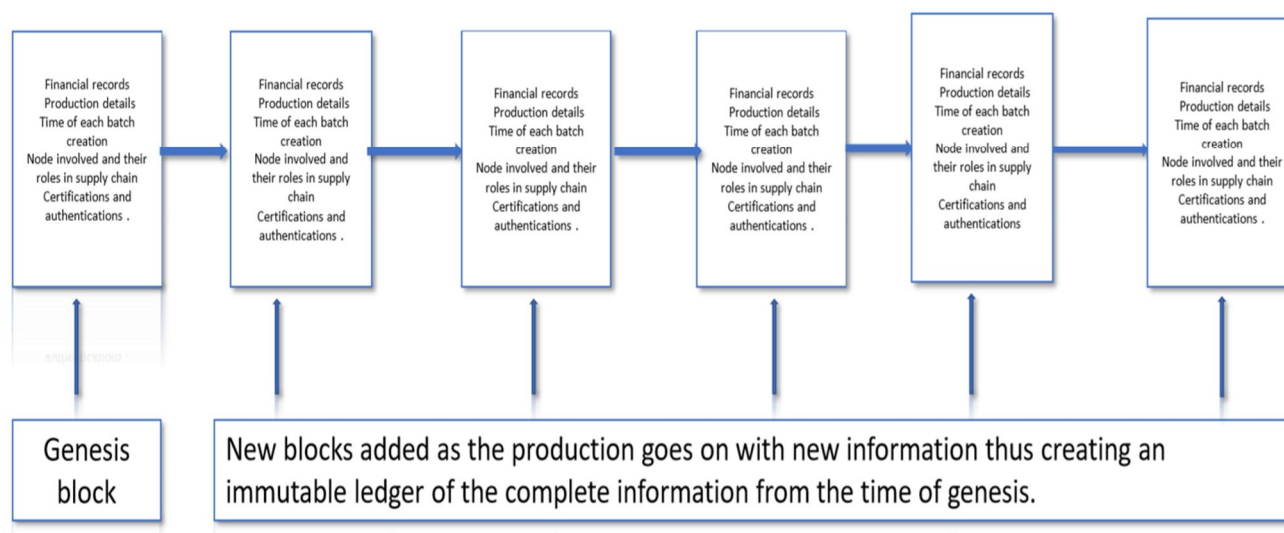 Financial records
Production details
Time of each batch
creation
Node involved and their
roles in supply chain
Certifications and
authentications .
Financial records
Production details
Time of each batch
creation
Node involved and
their roles in supply
chain
Certifications and
authentications .
Financial records
Production details
Time of each batch
creation
Node involved and their
roles in supply chain
Certifications and
authentications .
Financial records
Production details
Time of each batch
creation
Node involved and their
roles in supply chain
Certifications and
authentications .
Financial records
Production details
Time of each batch
creation
Node involved and
their roles in supply
chain
Certifications and
authentications
Financial records
Production details
Time of each batch
creation
Node involved and their
roles in supply chain
Certifications and
authentications .
Genesis
block
New blocks added as the production goes on with new information thus creating an
immutable ledger of the complete information from the time of genesis.